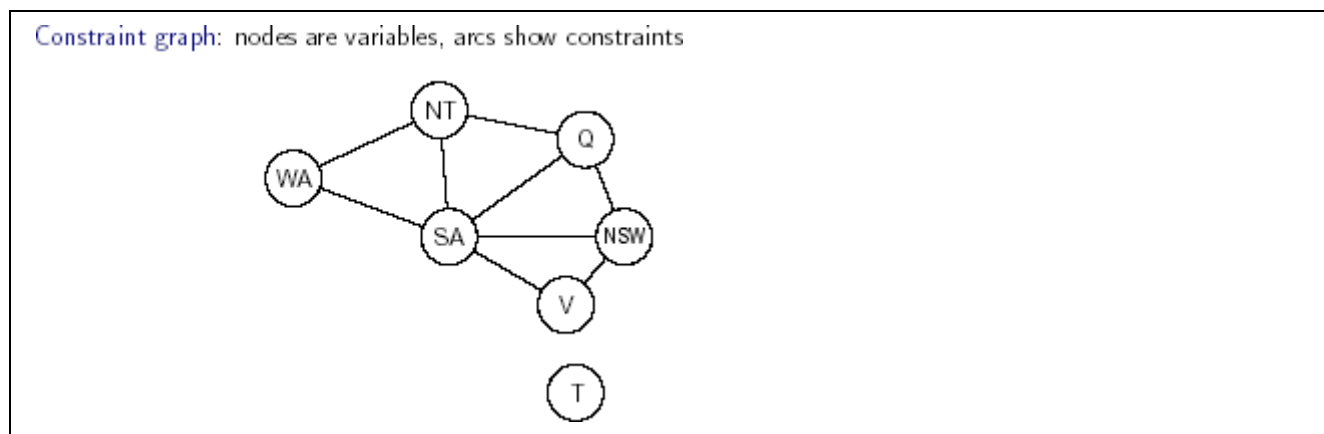 Constraint graph: nodes are variables, arcs show constraints
NT
Q
WA
SA
NSW
V
T